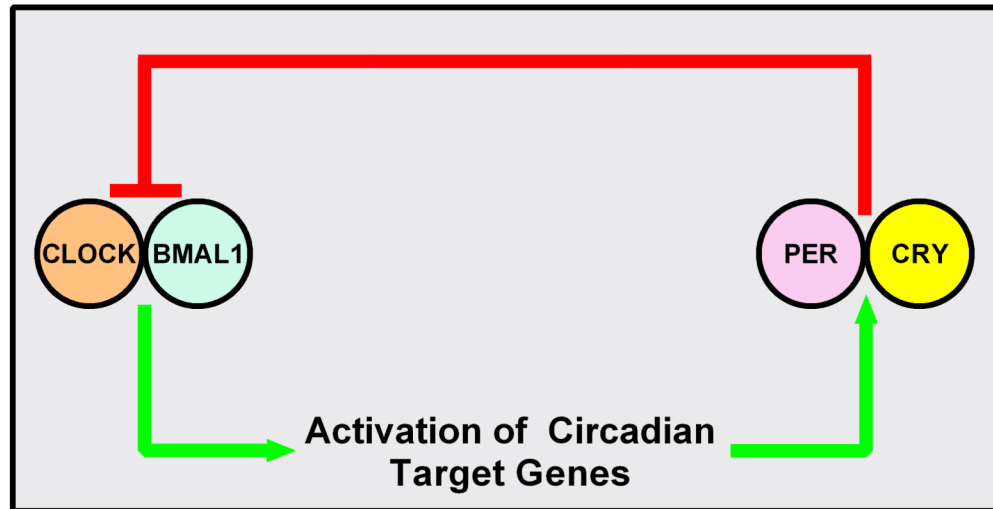 CLOCK BMAL1
PER CRY
Activation of Circadian
Target Genes